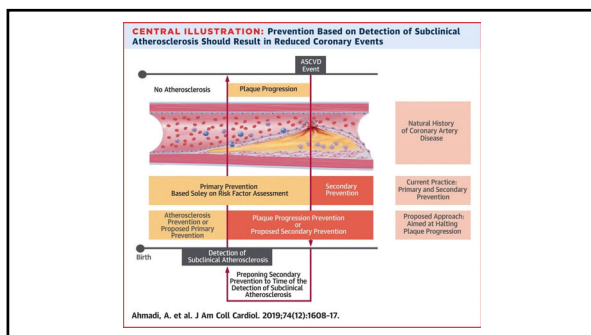 CENTRAL ILLUSTRATION: Prevention Based on Detection of Subclinical
Atherosclerosis Should Result in Reduced Coronary Events
ASCVD
Event
No Atherosclerosis
Plaque Progression
Natural History
of Coronary Artery
Disease
Primary Prevention
Based Soley on Risk Factor Assessment
Secondary
Prevention
Current Practice:
Primary and Secondary
Prevention
Atherosclerosis
Prevention or
Proposed Primary
Prevention
Plaque Progression Prevention
or
Proposed Secondary Prevention
Proposed Approach:
Aimed at Halting
Plaque Progression
Birth
Detection of
Subclinical Atherosclerosis
Preponing Secondary
Prevention to Time of the
Detection of Subclinical
Atherosclerosis
Ahmadi, A. et al. J Am Coll Cardiol. 2019;74(12):1608-17.